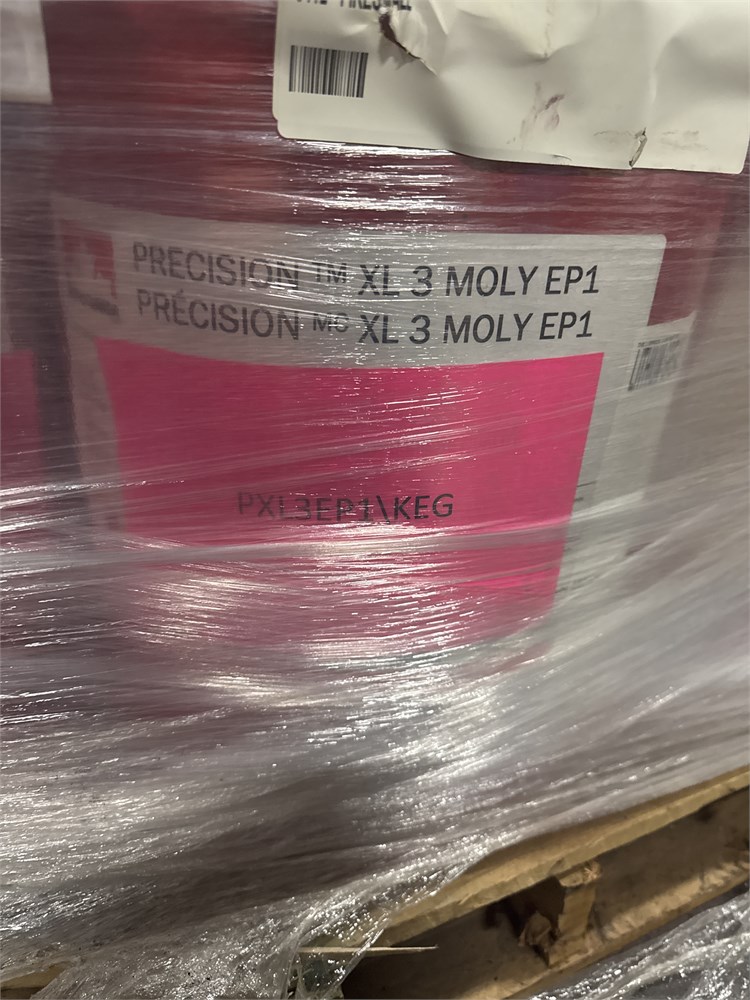 PRECISION TM XL 3 MOLY EP1
PRÉCISION MC XL 3 MOLY EP1
PXL3EP1\KEG